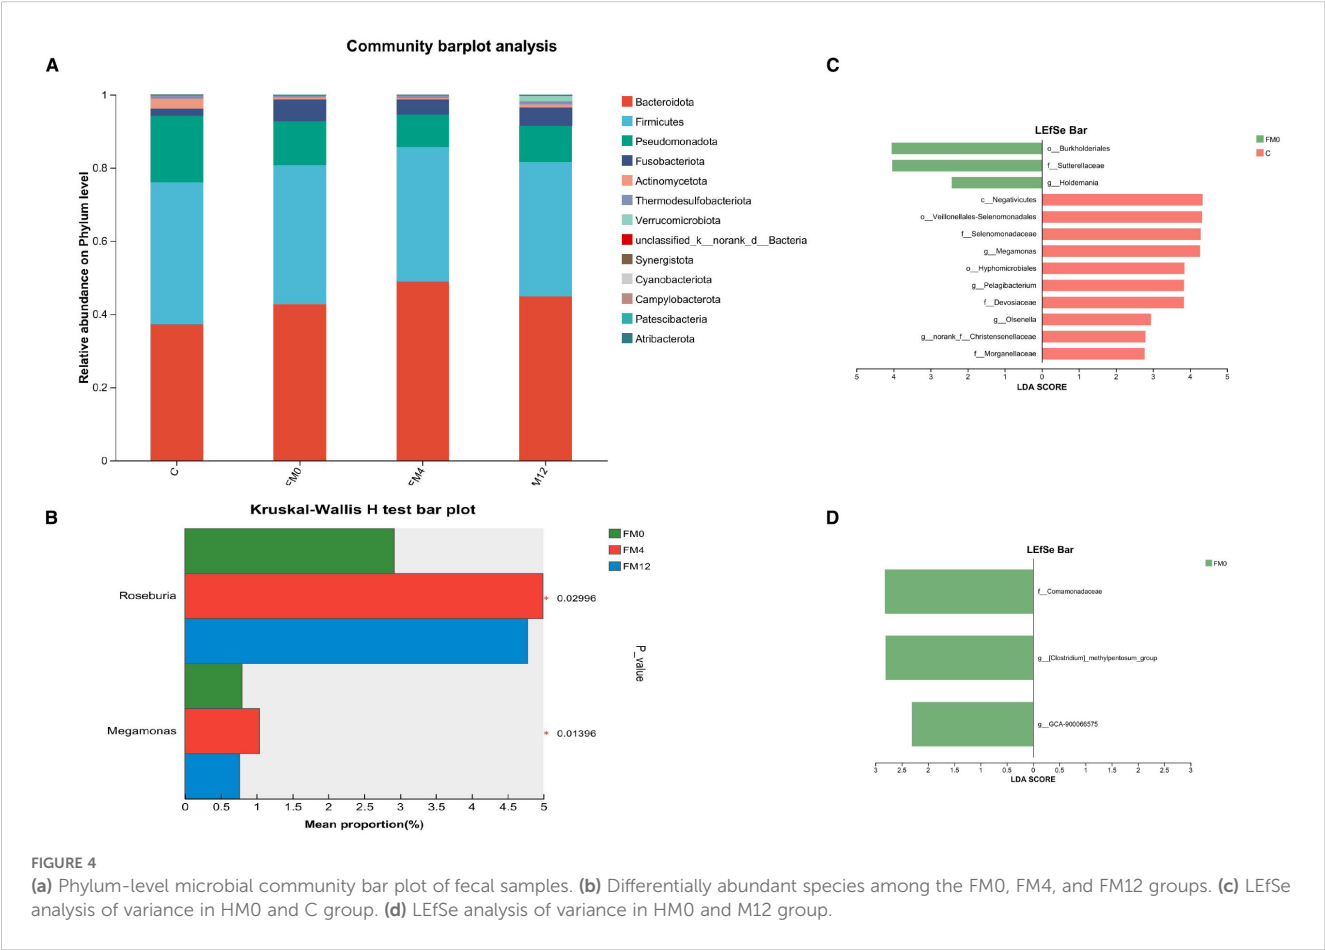 Community barplot analysis
A
Relative abundance on Phylum level
1
0.8
0.6
0.4
0.2
0
C
FM0
FM4
M12
Bacteroidota
Firmicutes
Pseudomonadota
Fusobacteriota
Actinomycetota
Thermodesulfobacteriota
Verrucomicrobiota
unclassified_k__norank_d__Bacteria
Synergistota
Cyanobacteriota
Campylobacterota
Patescibacteria
Atribacterota
C
LEfSe Bar
FM0
C
o__Burkholderiales
f__Sutterellaceae
g__Holdemania
c__Negativicutes
o__Veillonellales-Selenomonadales
f__Selenomonadaceae
g__Megamonas
o__Hyphomicrobiales
g__Pelagibacterium
f__Devosiaceae
g__Olsenella
g__norank_f__Christensenellaceae
f__Morganellaceae
5 4 3 2 1 0 1 2 3 4 5
LDA SCORE
B
Kruskal-Wallis H test bar plot
FM0
FM4
FM12
Roseburia
* 0.02996
Megamonas
* 0.01396
P_value
0 0.5 1 1.5 2 2.5 3 3.5 4 4.5 5
Mean proportion(%)
D
LEfSe Bar
FM0
f__Comamonadaceae
g__[Clostridium]_methylpentosum_group
g__GCA-900066575
3 2.5 2 1.5 1 0.5 0 0.5 1 1.5 2 2.5 3
LDA SCORE
FIGURE 4
(a) Phylum-level microbial community bar plot of fecal samples. (b) Differentially abundant species among the FM0, FM4, and FM12 groups. (c) LEfSe
analysis of variance in HM0 and C group. (d) LEfSe analysis of variance in HM0 and M12 group.